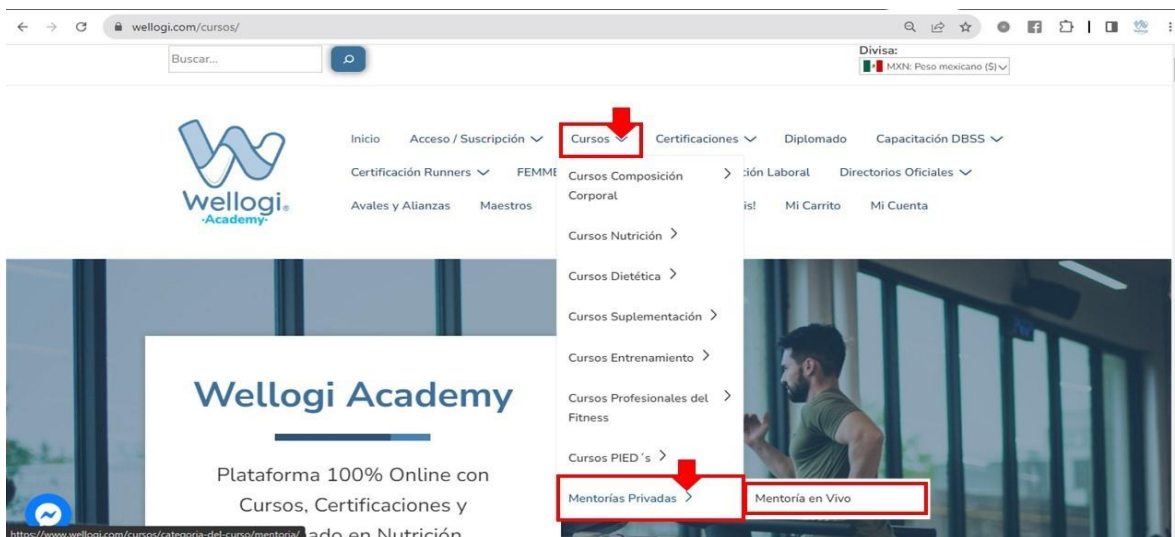 wellogi.com/cursos/
Buscar...
Divisa:
MXN: Peso mexicano ($)
Wellogi®
·Academy·
Inicio Acceso / Suscripción Cursos Certificaciones Diplomado Capacitación DBSS
Certificación Runners FEMME ción Laboral Directorios Oficiales
Avales y Alianzas Maestros is! Mi Carrito Mi Cuenta
Cursos Composición
Corporal
Cursos Nutrición
Cursos Dietética
Cursos Suplementación
Cursos Entrenamiento
Cursos Profesionales del
Fitness
Cursos PIED´s
Mentorías Privadas
Mentoría en Vivo
Wellogi Academy
Plataforma 100% Online con
Cursos, Certificaciones y
ado en Nutrición
https://www.wellogi.com/cursos/categoria-del-curso/mentoria/